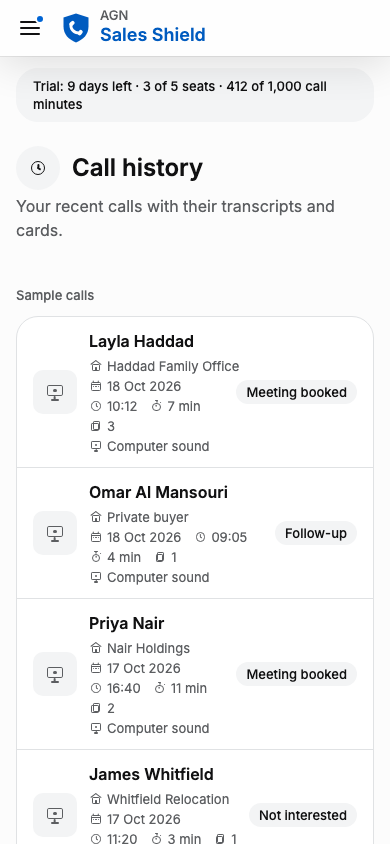 AGN
Sales Shield
Trial: 9 days left · 3 of 5 seats · 412 of 1,000 call
minutes
Call history
Your recent calls with their transcripts and
cards.
Sample calls
Layla Haddad
Haddad Family Office
18 Oct 2026
10:12 7 min
3
Computer sound
Meeting booked
Omar Al Mansouri
Private buyer
18 Oct 2026 09:05
4 min 1
Computer sound
Follow-up
Priya Nair
Nair Holdings
17 Oct 2026
16:40 11 min
2
Computer sound
Meeting booked
James Whitfield
Whitfield Relocation
17 Oct 2026
11:20 3 min 1
Not interested